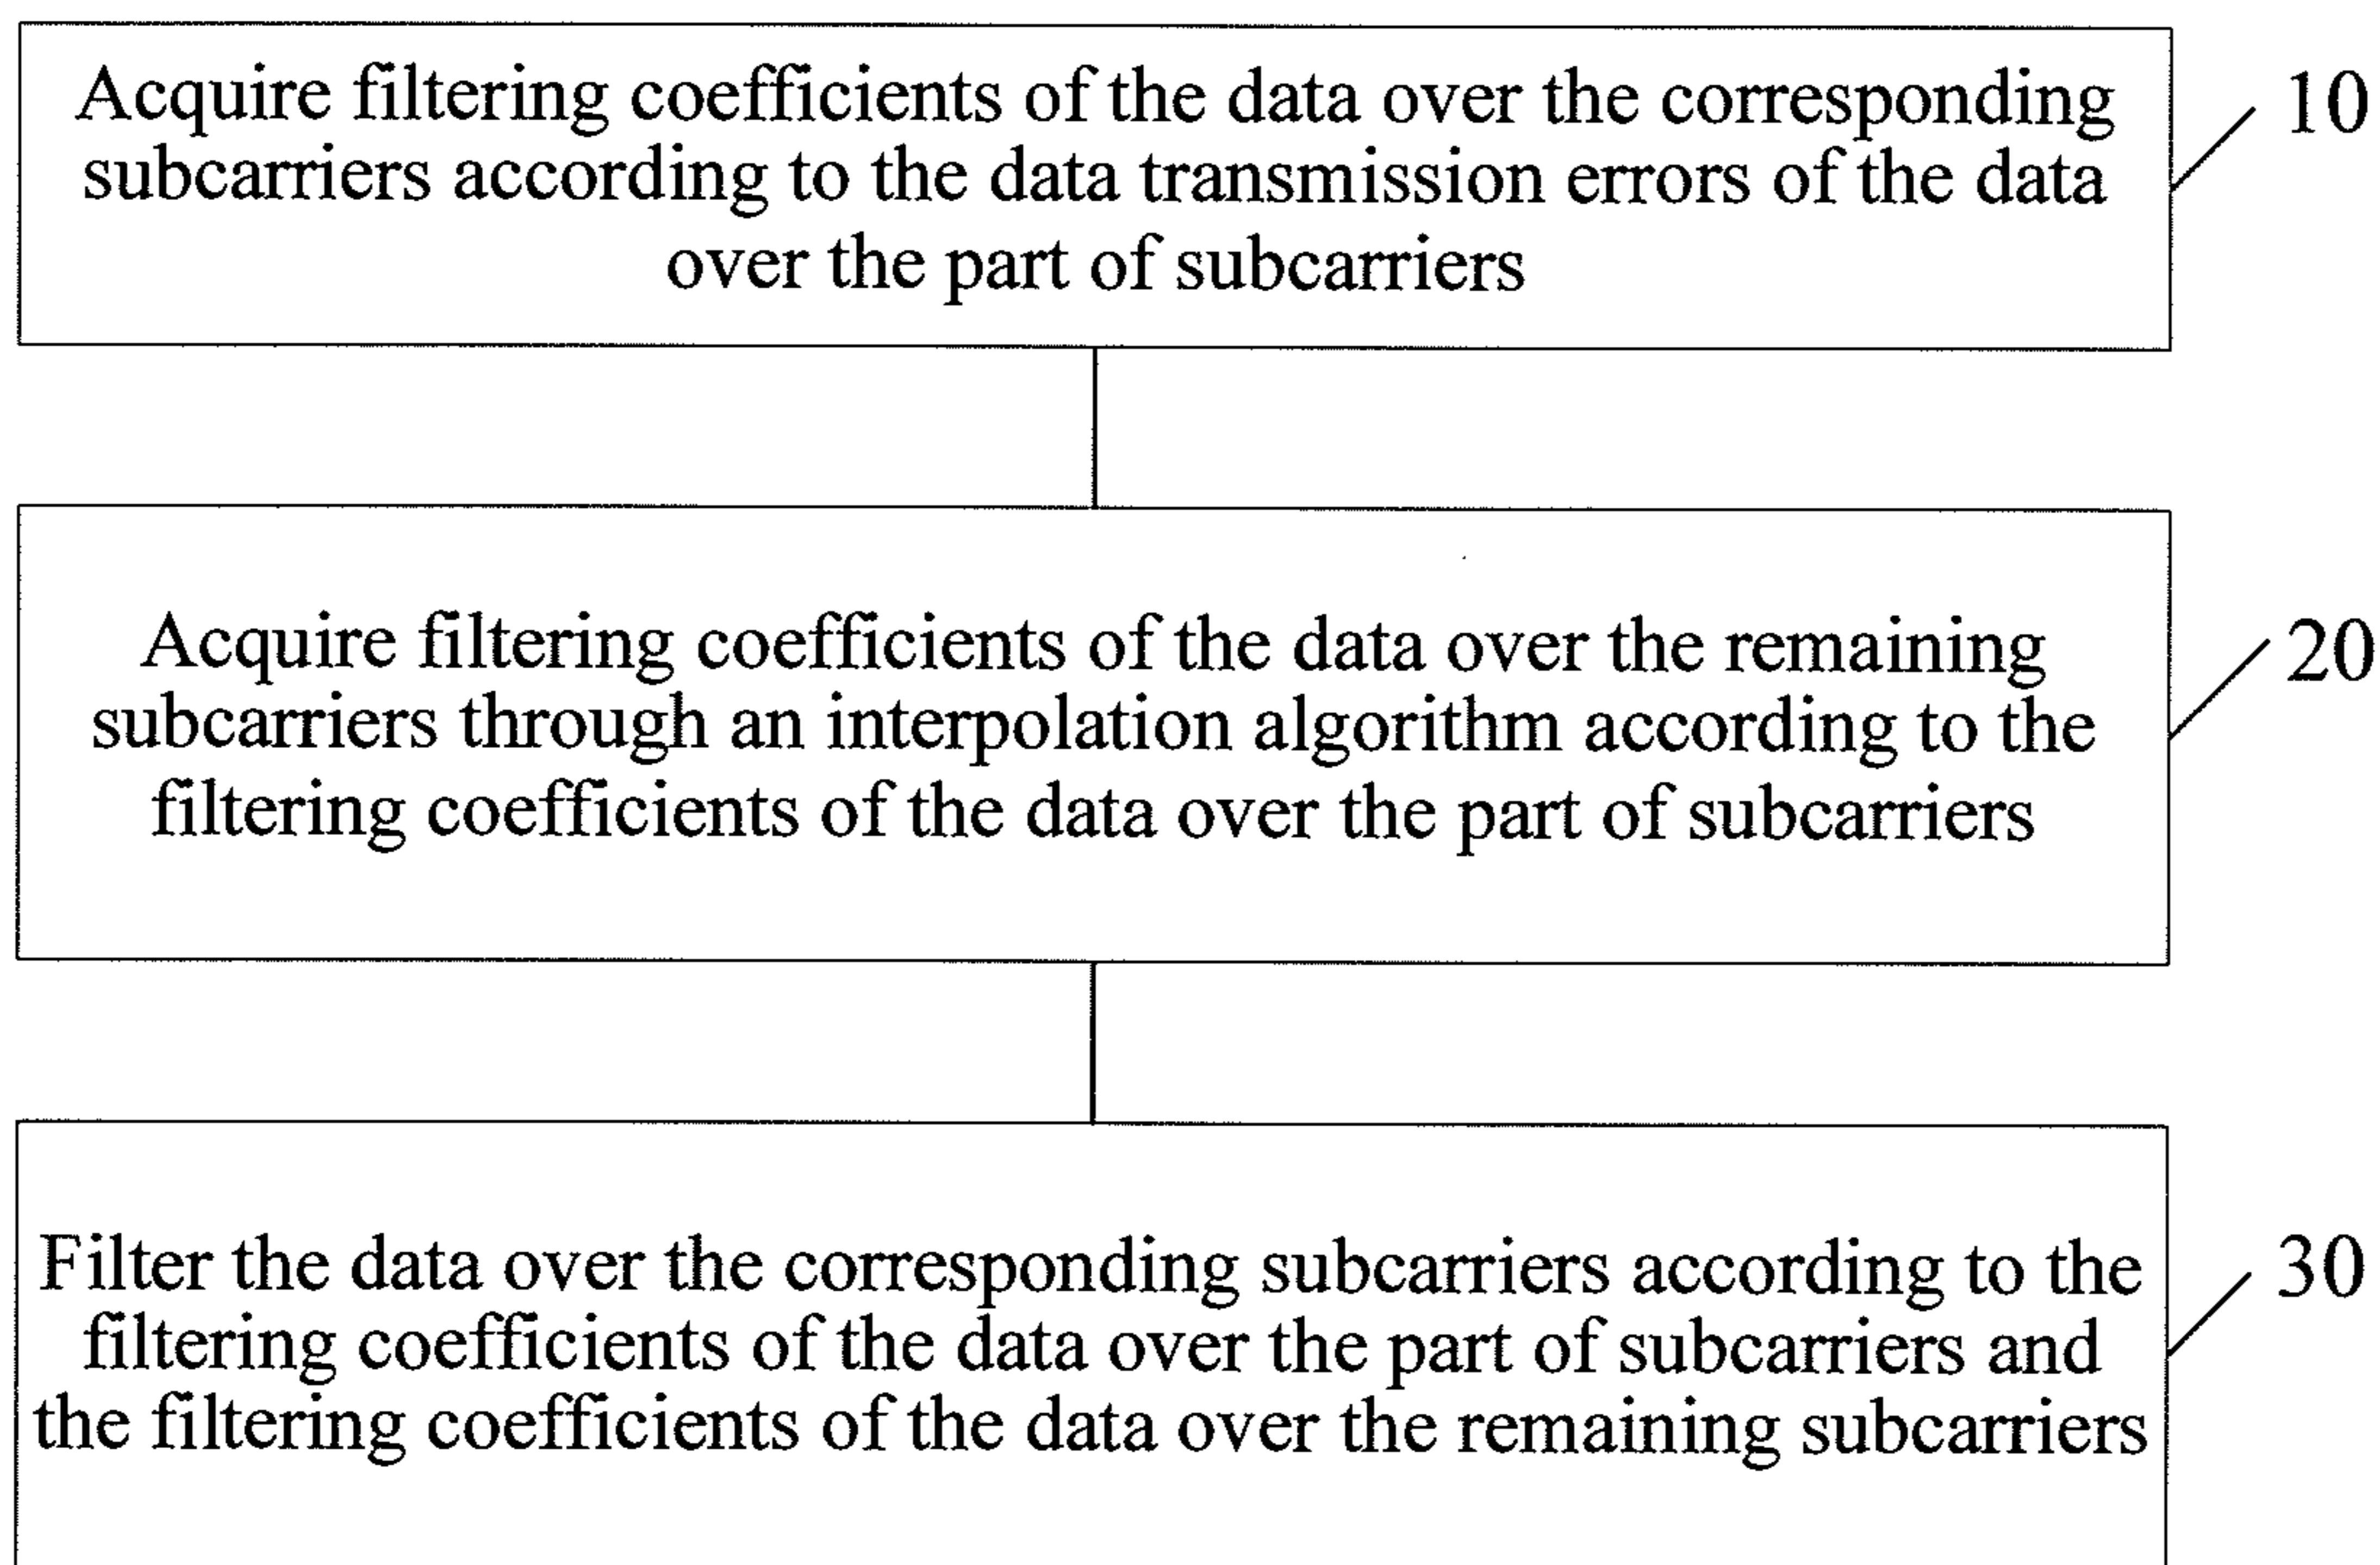 Acquire filtering coefficients of the data over the corresponding
subcarriers according to the data transmission errors of the data
over the part of subcarriers
10
Acquire filtering coefficients of the data over the remaining
subcarriers through an interpolation algorithm according to the
filtering coefficients of the data over the part of subcarriers
20
Filter the data over the corresponding subcarriers according to the
filtering coefficients of the data over the part of subcarriers and
the filtering coefficients of the data over the remaining subcarriers
30